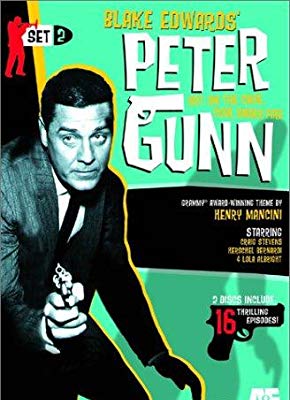 SET 2
BLAKE EDWARDS'
PETER
GUNN
GRAMMY AWARD-WINNING THEME BY
HENRY MANCINI
STARRING
CRAIG STEVENS
HERSCHEL BERNARDI
& LOLA ALBRIGHT
2 DISCS INCLUDE
16
THRILLING
EPISODES!